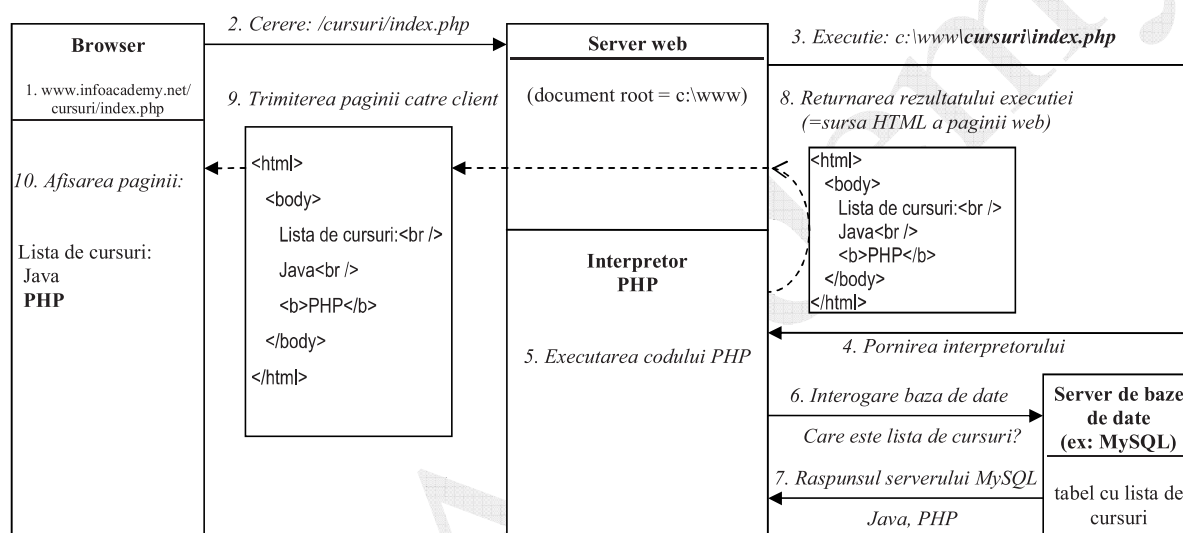 Browser
1. www.infoacademy.net/
cursuri/index.php
10. Afisarea paginii:
Lista de cursuri:
Java
PHP
2. Cerere: /cursuri/index.php
9. Trimiterea paginii catre client
<html>
<body>
Lista de cursuri:<br />
Java<br />
<b>PHP</b>
</body>
</html>
Server web
(document root = c:\www)
Interpretor
PHP
5. Executarea codului PHP
3. Executie: c:\www\cursuri\index.php
8. Returnarea rezultatului executiei
(=sursa HTML a paginii web)
<html>
<body>
Lista de cursuri:<br />
Java<br />
<b>PHP</b>
</body>
</html>
4. Pornirea interpretorului
6. Interogare baza de date
Care este lista de cursuri?
7. Raspunsul serverului MySQL
Java, PHP
Server de baze
de date
(ex: MySQL)
tabel cu lista de
cursuri